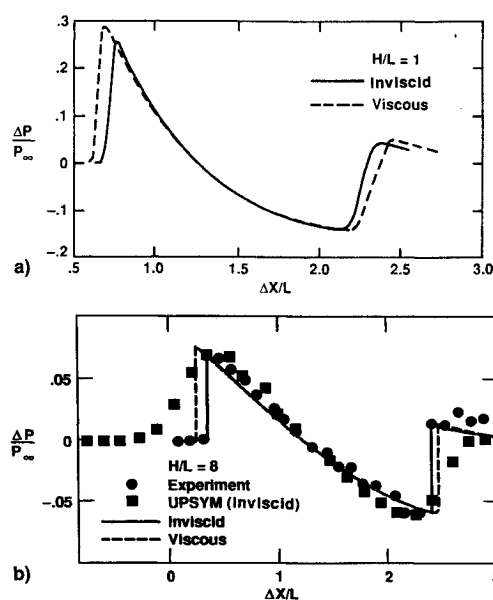 .3
H/L = 1
.2
Inviscid
Viscous
.1
ΔP
P∞
0
-.1
-.2
.5
1.0
1.5
2.0
2.5
3.0
a)
ΔX/L
.05
ΔP
P∞
0
H/L = 8
Experiment
UPSYM (Inviscid)
-.05
Inviscid
Viscous
b)
0
1
2
ΔX/L